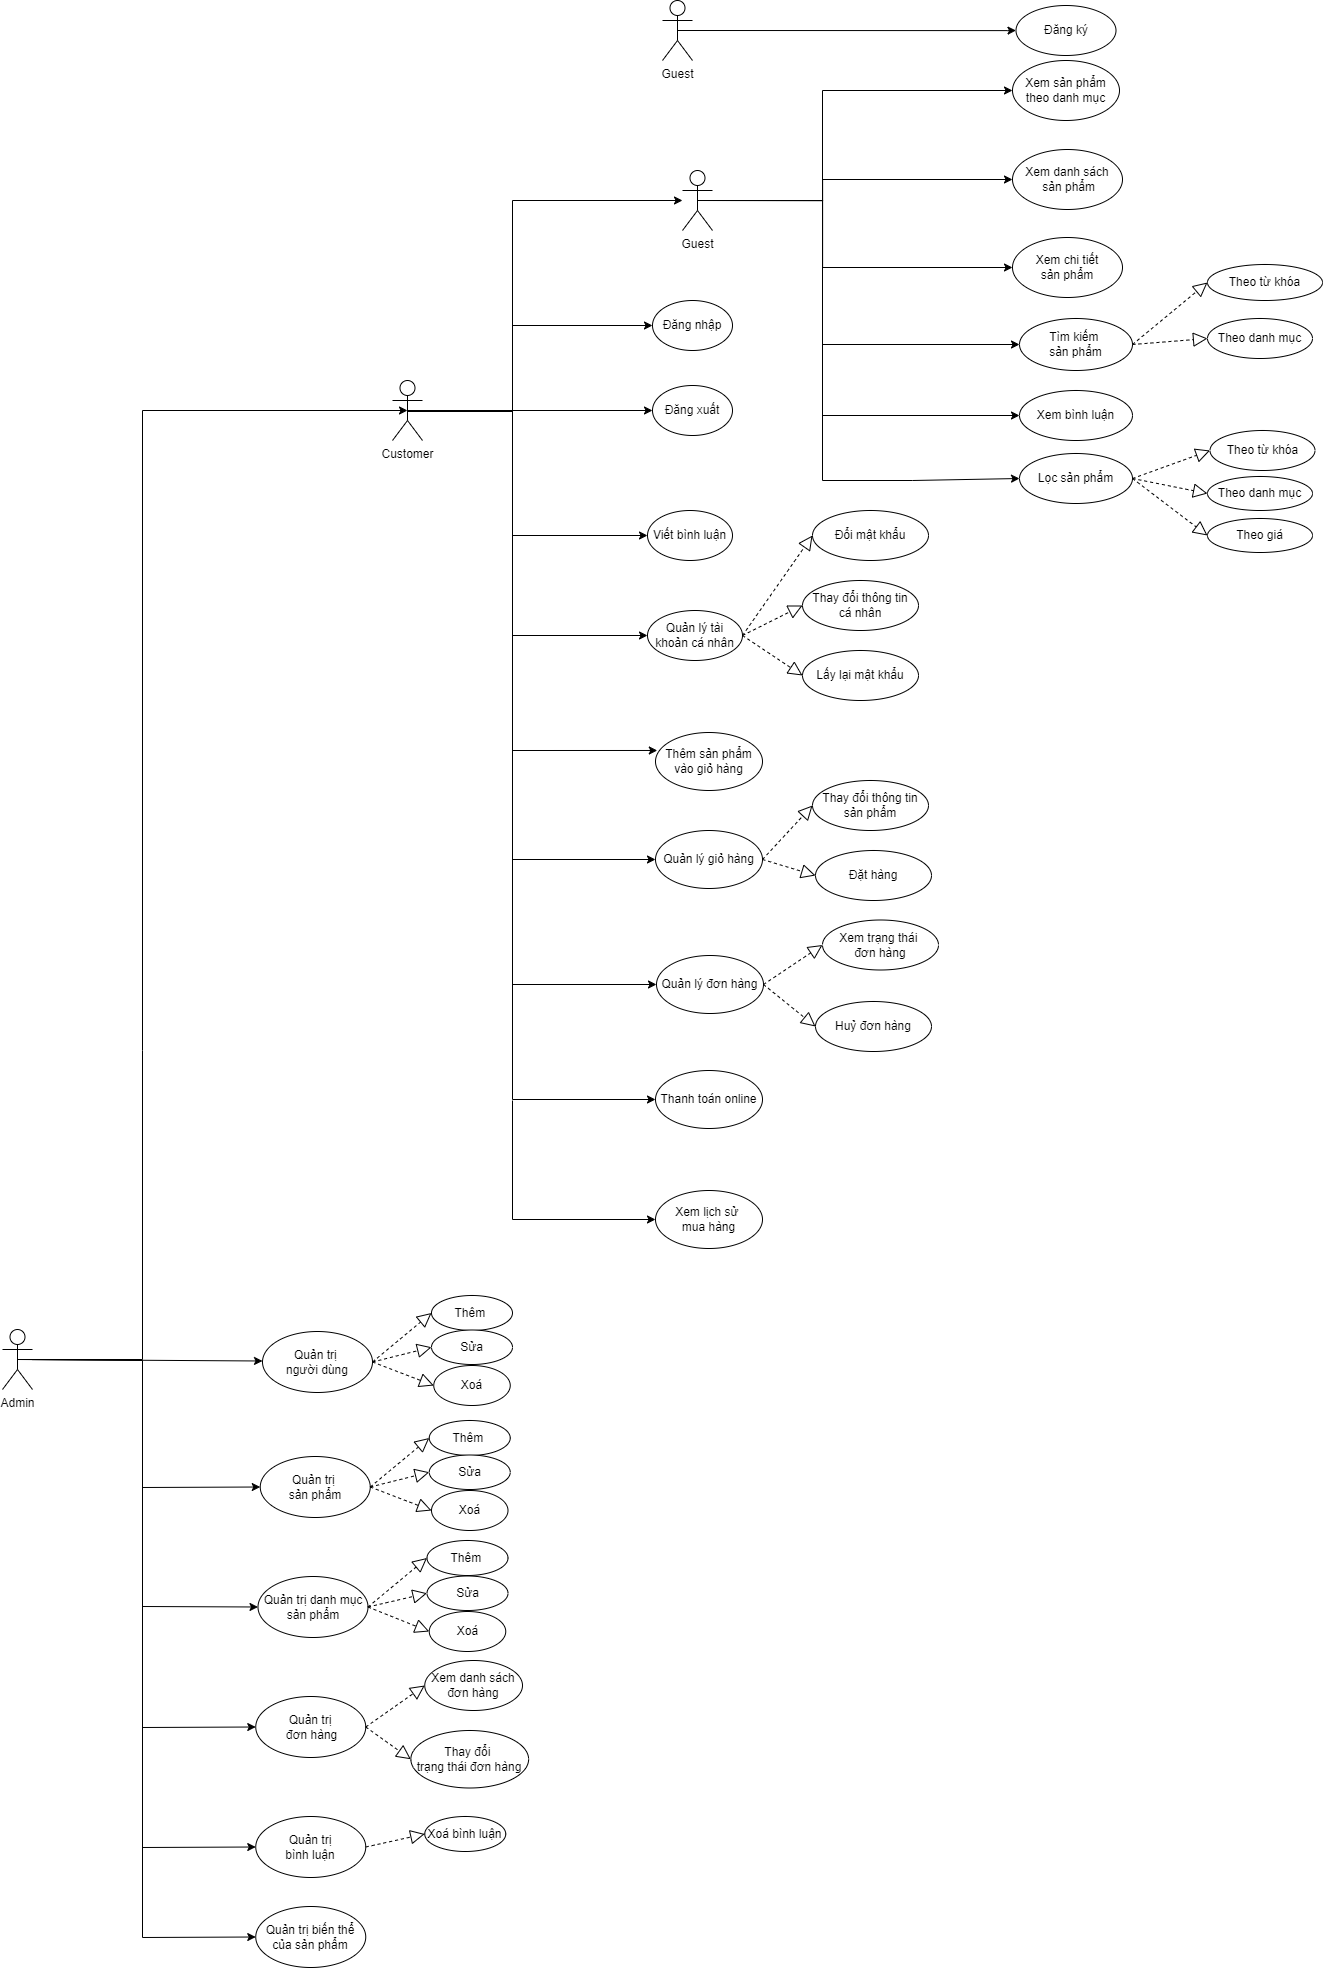 Guest
Đăng ký
Xem sản phẩm
theo danh mục
Xem danh sách
sản phẩm
Guest
Xem chi tiết
sản phẩm
Theo từ khóa
Đăng nhập
Tìm kiếm
sản phẩm
Theo danh mục
Customer
Đăng xuất
Xem bình luận
Theo từ khóa
Lọc sản phẩm
Theo danh mục
Theo giá
Viết bình luận
Đổi mật khẩu
Thay đổi thông tin
cá nhân
Quản lý tài
khoản cá nhân
Lấy lại mật khẩu
Thêm sản phẩm
vào giỏ hàng
Thay đổi thông tin
sản phẩm
Quản lý giỏ hàng
Đặt hàng
Xem trạng thái
đơn hàng
Quản lý đơn hàng
Huỷ đơn hàng
Thanh toán online
Xem lịch sử
mua hàng
Admin
Quản trị
người dùng
Thêm
Sửa
Xoá
Quản trị
sản phẩm
Thêm
Sửa
Xoá
Quản trị danh mục
sản phẩm
Thêm
Sửa
Xoá
Quản trị
đơn hàng
Xem danh sách
đơn hàng
Thay đổi
trạng thái đơn hàng
Quản trị
bình luận
Xoá bình luận
Quản trị biến thể
của sản phẩm